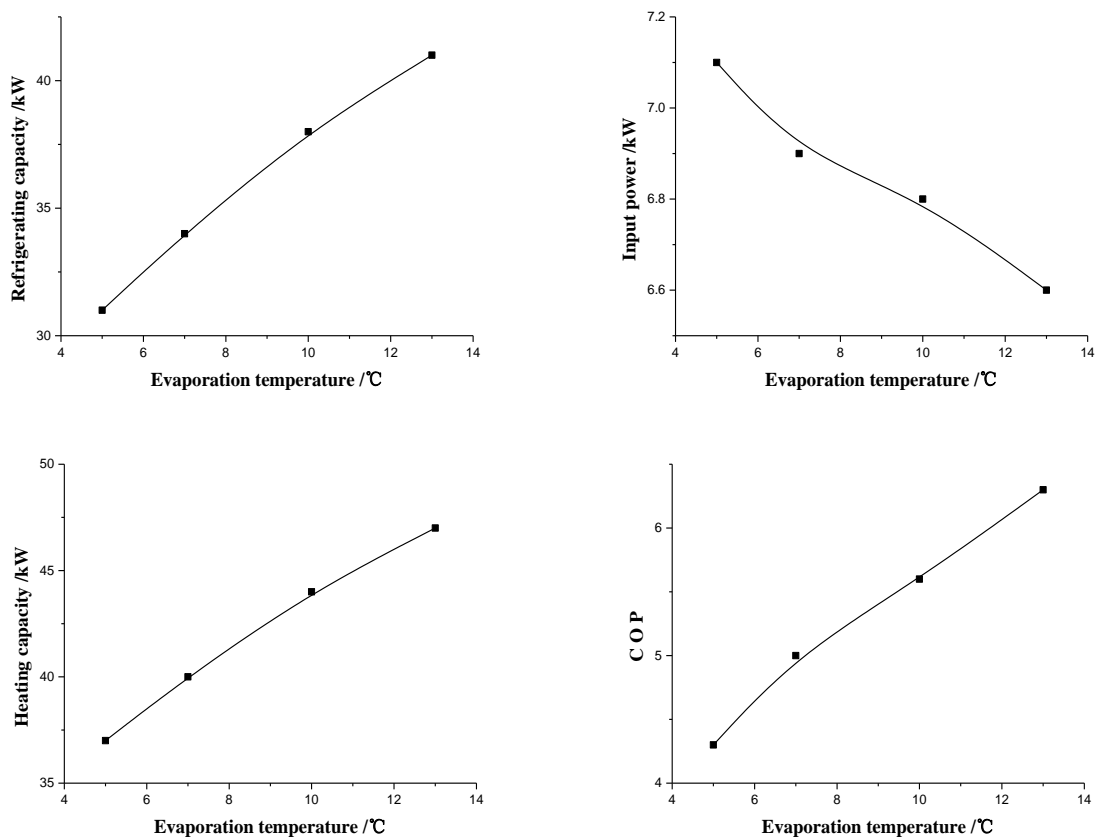 Refrigerating capacity /kW
40
35
30
4 6 8 10 12 14
Evaporation temperature /℃
Input power /kW
7.2
7.0
6.8
6.6
4 6 8 10 12 14
Evaporation temperature /℃
Heating capacity /kW
50
45
40
35
4 6 8 10 12 14
Evaporation temperature /℃
C O P
6
5
4
4 6 8 10 12 14
Evaporation temperature /℃